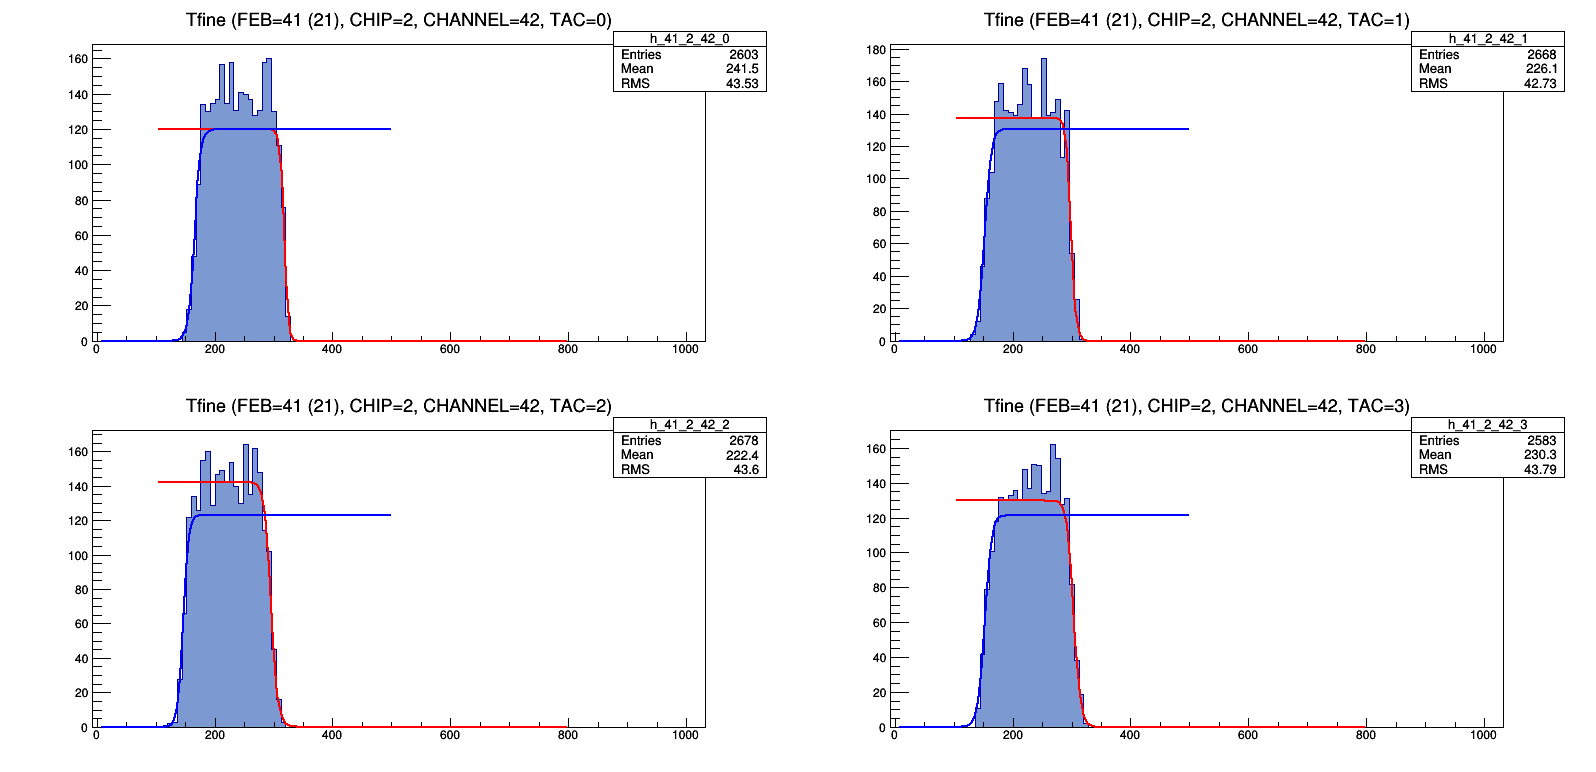 Tfine (FEB=41 (21), CHIP=2, CHANNEL=42, TAC=0)
h_41_2_42_0
Entries 2603
Mean 241.5
RMS 43.53
160
140
120
100
80
60
40
20
0
0 200 400 600 800 1000
Tfine (FEB=41 (21), CHIP=2, CHANNEL=42, TAC=1)
h_41_2_42_1
Entries 2668
Mean 226.1
RMS 42.73
180
160
140
120
100
80
60
40
20
0
0 200 400 600 800 1000
Tfine (FEB=41 (21), CHIP=2, CHANNEL=42, TAC=2)
h_41_2_42_2
Entries 2678
Mean 222.4
RMS 43.6
160
140
120
100
80
60
40
20
0
0 200 400 600 800 1000
Tfine (FEB=41 (21), CHIP=2, CHANNEL=42, TAC=3)
h_41_2_42_3
Entries 2583
Mean 230.3
RMS 43.79
160
140
120
100
80
60
40
20
0
0 200 400 600 800 1000